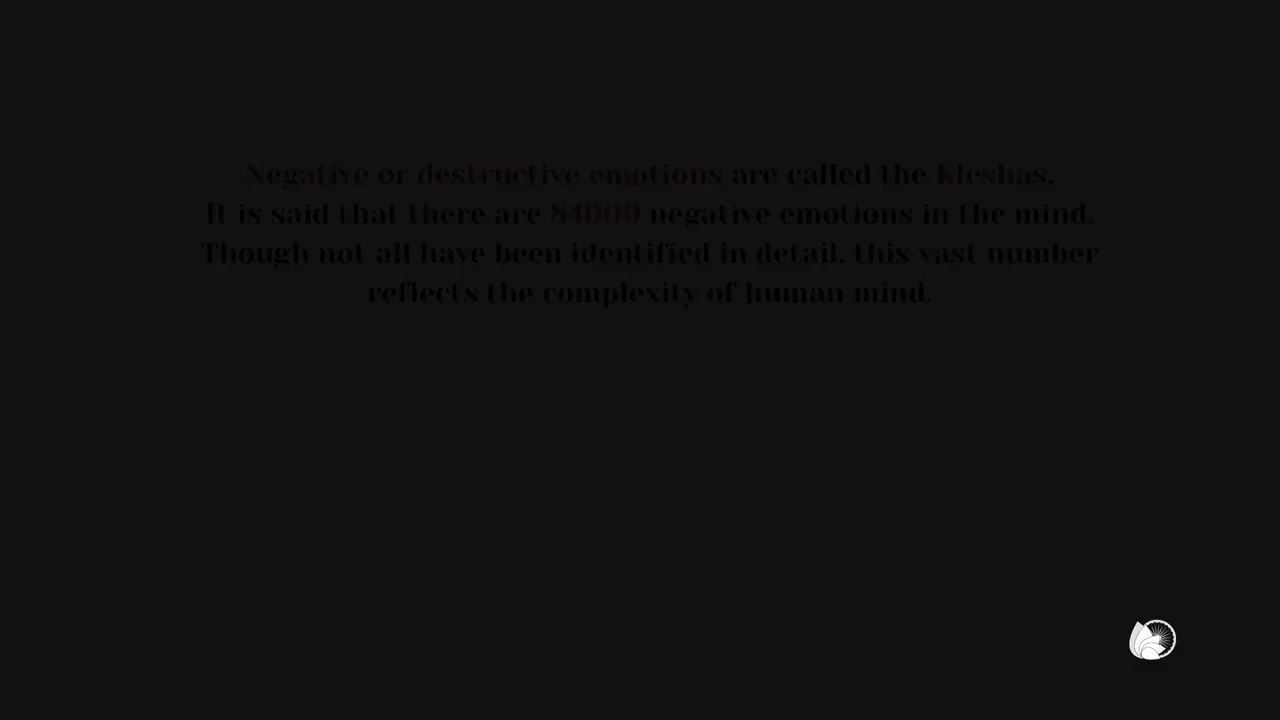 Negative or destructive emotions are called the Kleshas.
It is said that there are 84000 negative emotions in the mind.
Though not all have been identified in detail, this vast number
reflects the complexity of human mind.